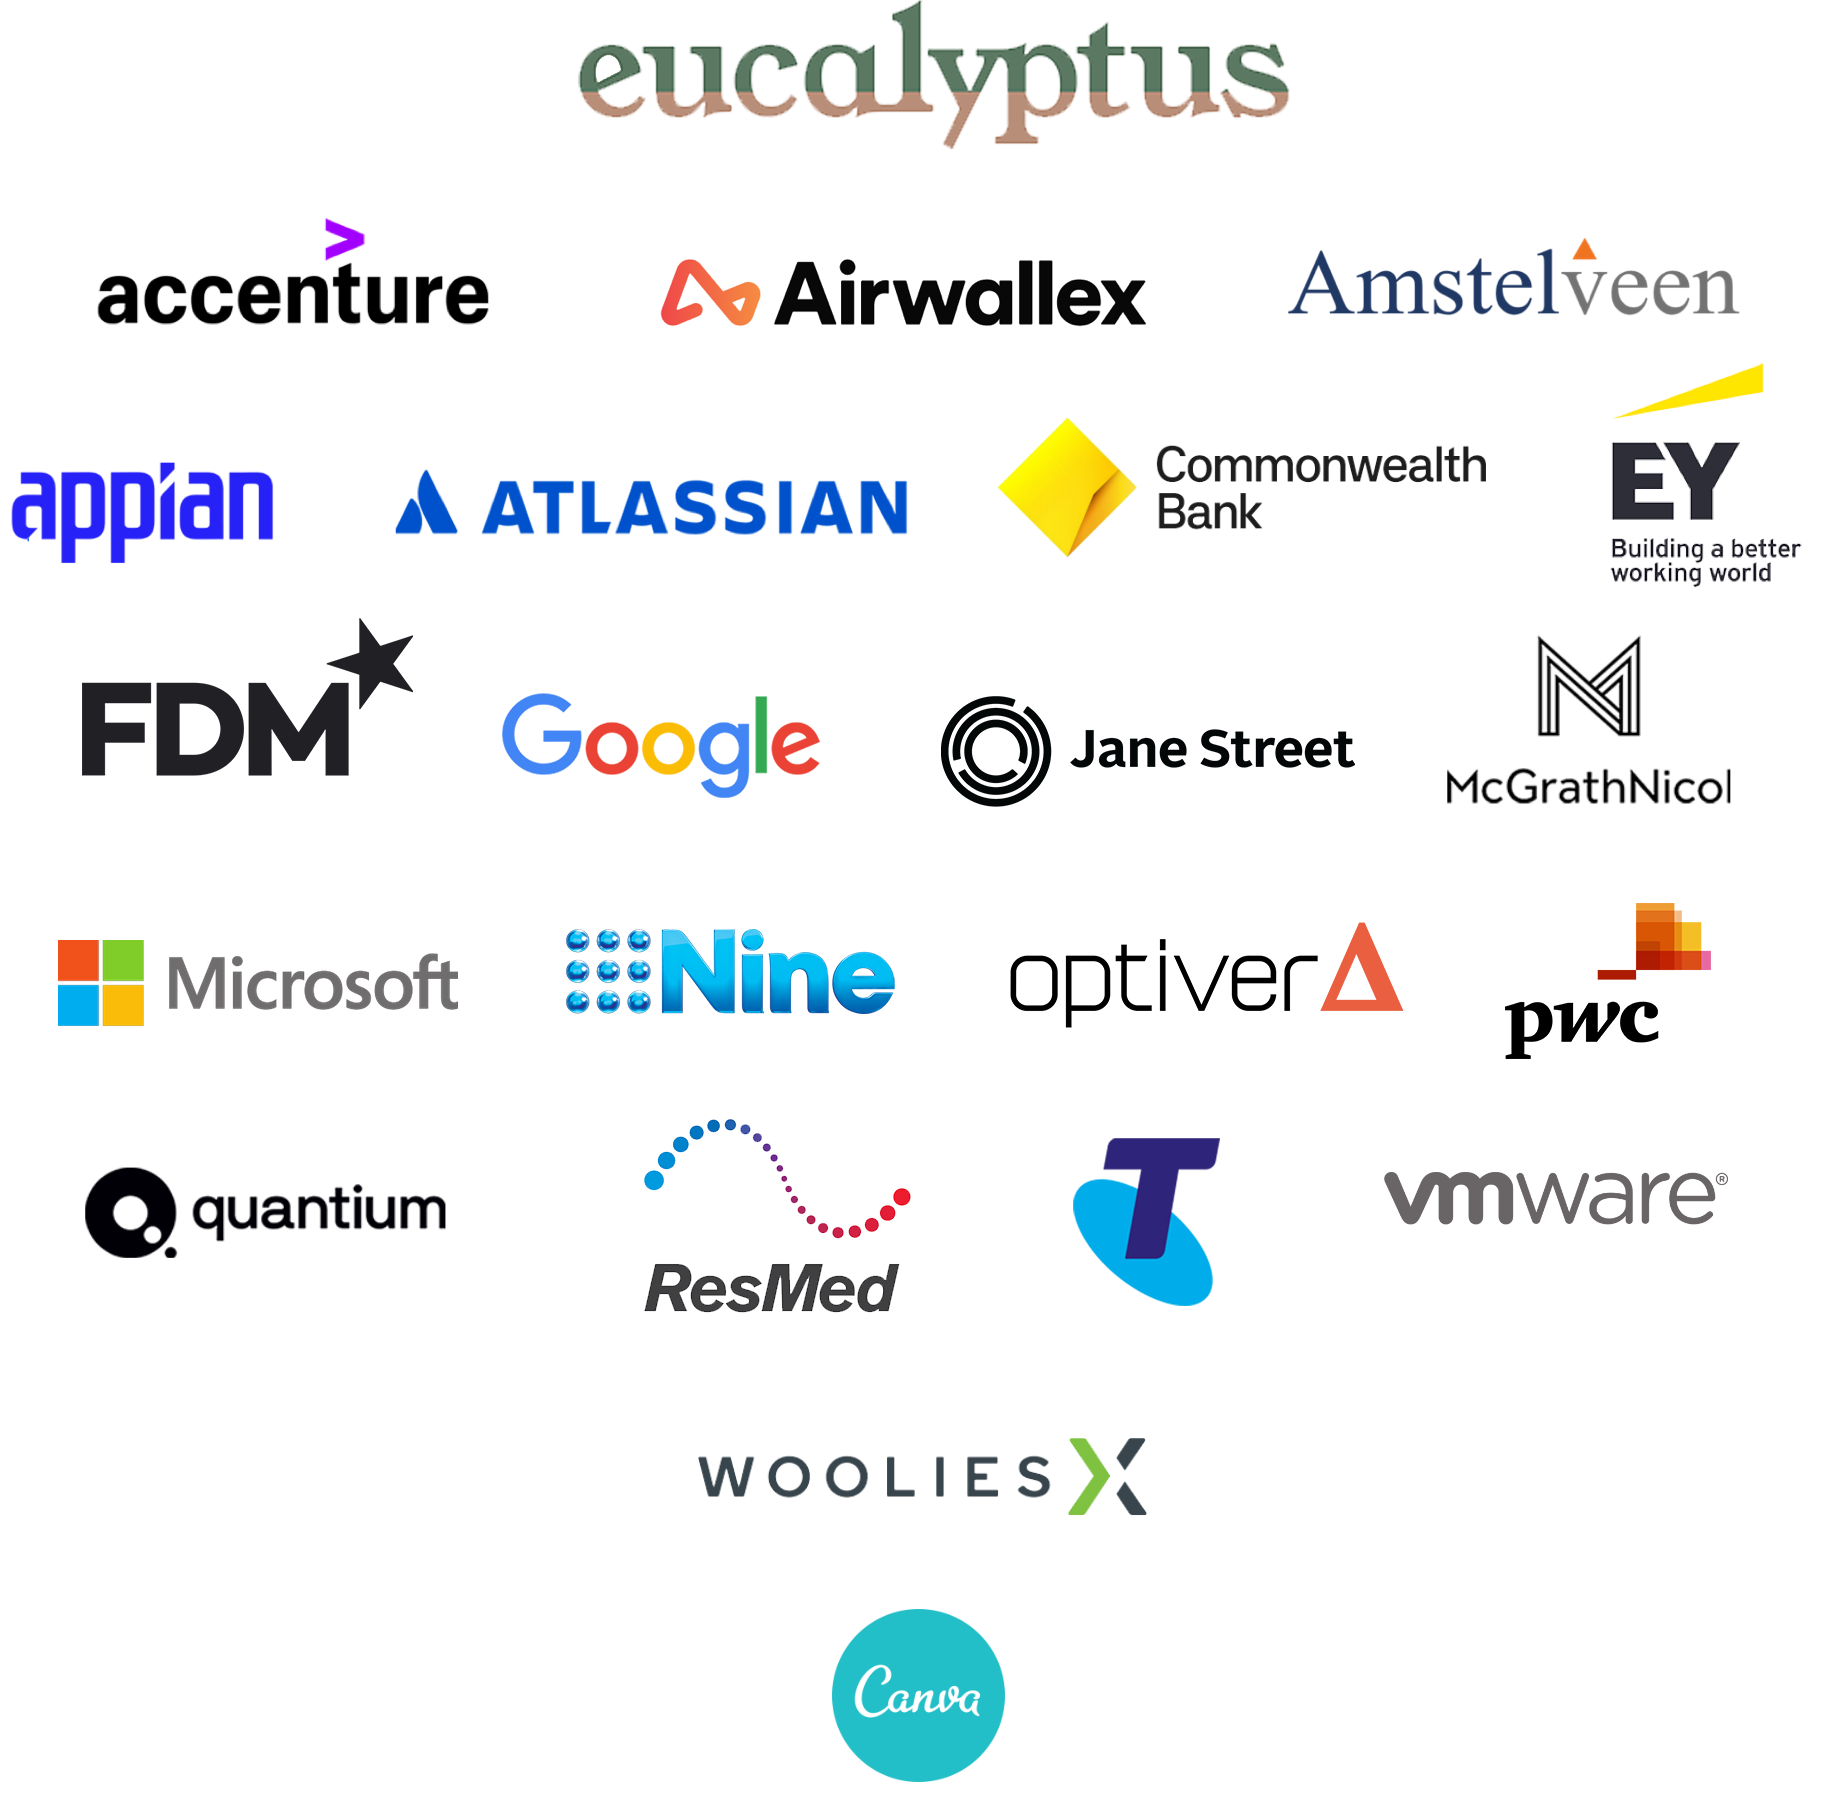 eucalyptus
accenture
Airwallex
Amstelveen
appian
ATLASSIAN
Commonwealth
Bank
EY
Building a better
working world
FDM
Google
Jane Street
McGrathNicol
Microsoft
Nine
optiver
pwc
quantium
ResMed
T
vmware®
WOOLIES X
Canva